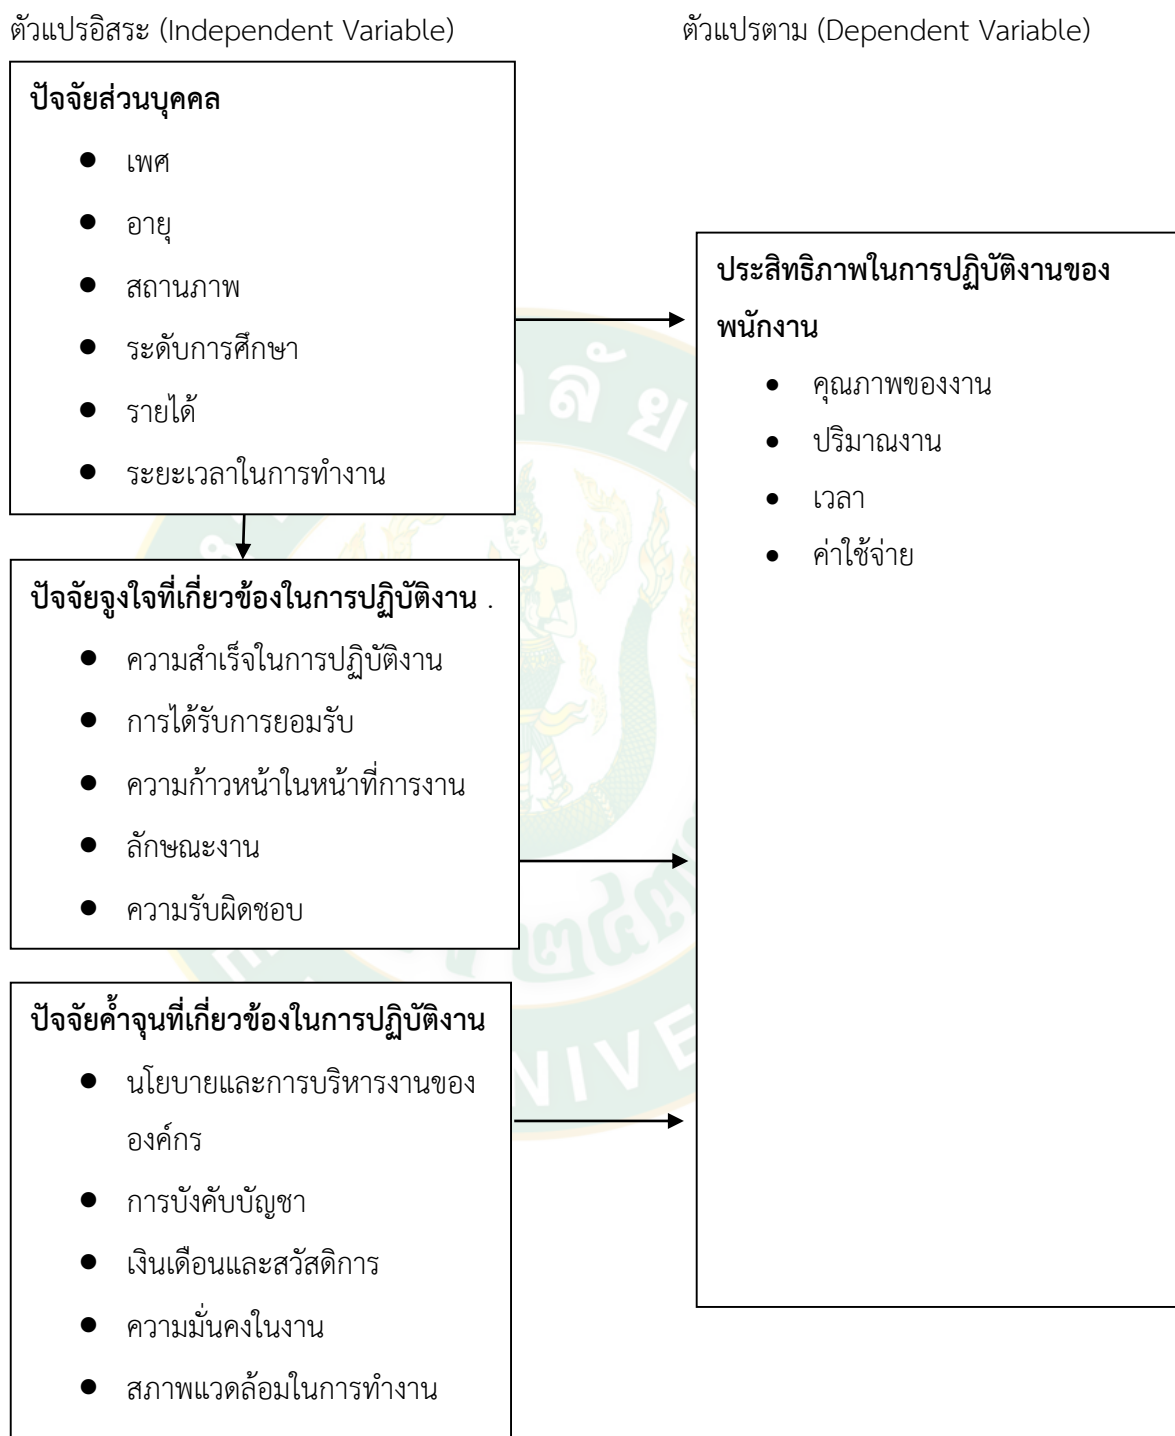 ตัวแปรอิสระ (Independent Variable)
ตัวแปรตาม (Dependent Variable)
ปัจจัยส่วนบุคคล
● เพศ
● อายุ
● สถานภาพ
● ระดับการศึกษา
● รายได้
● ระยะเวลาในการทำงาน
ปัจจัยจูงใจที่เกี่ยวข้องในการปฏิบัติงาน .
● ความสำเร็จในการปฏิบัติงาน
● การได้รับการยอมรับ
● ความก้าวหน้าในหน้าที่การงาน
● ลักษณะงาน
● ความรับผิดชอบ
ปัจจัยค้ำจุนที่เกี่ยวข้องในการปฏิบัติงาน
● นโยบายและการบริหารงานของ
องค์กร
● การบังคับบัญชา
● เงินเดือนและสวัสดิการ
● ความมั่นคงในงาน
● สภาพแวดล้อมในการทำงาน
ประสิทธิภาพในการปฏิบัติงานของ
พนักงาน
● คุณภาพของงาน
● ปริมาณงาน
● เวลา
● ค่าใช้จ่าย